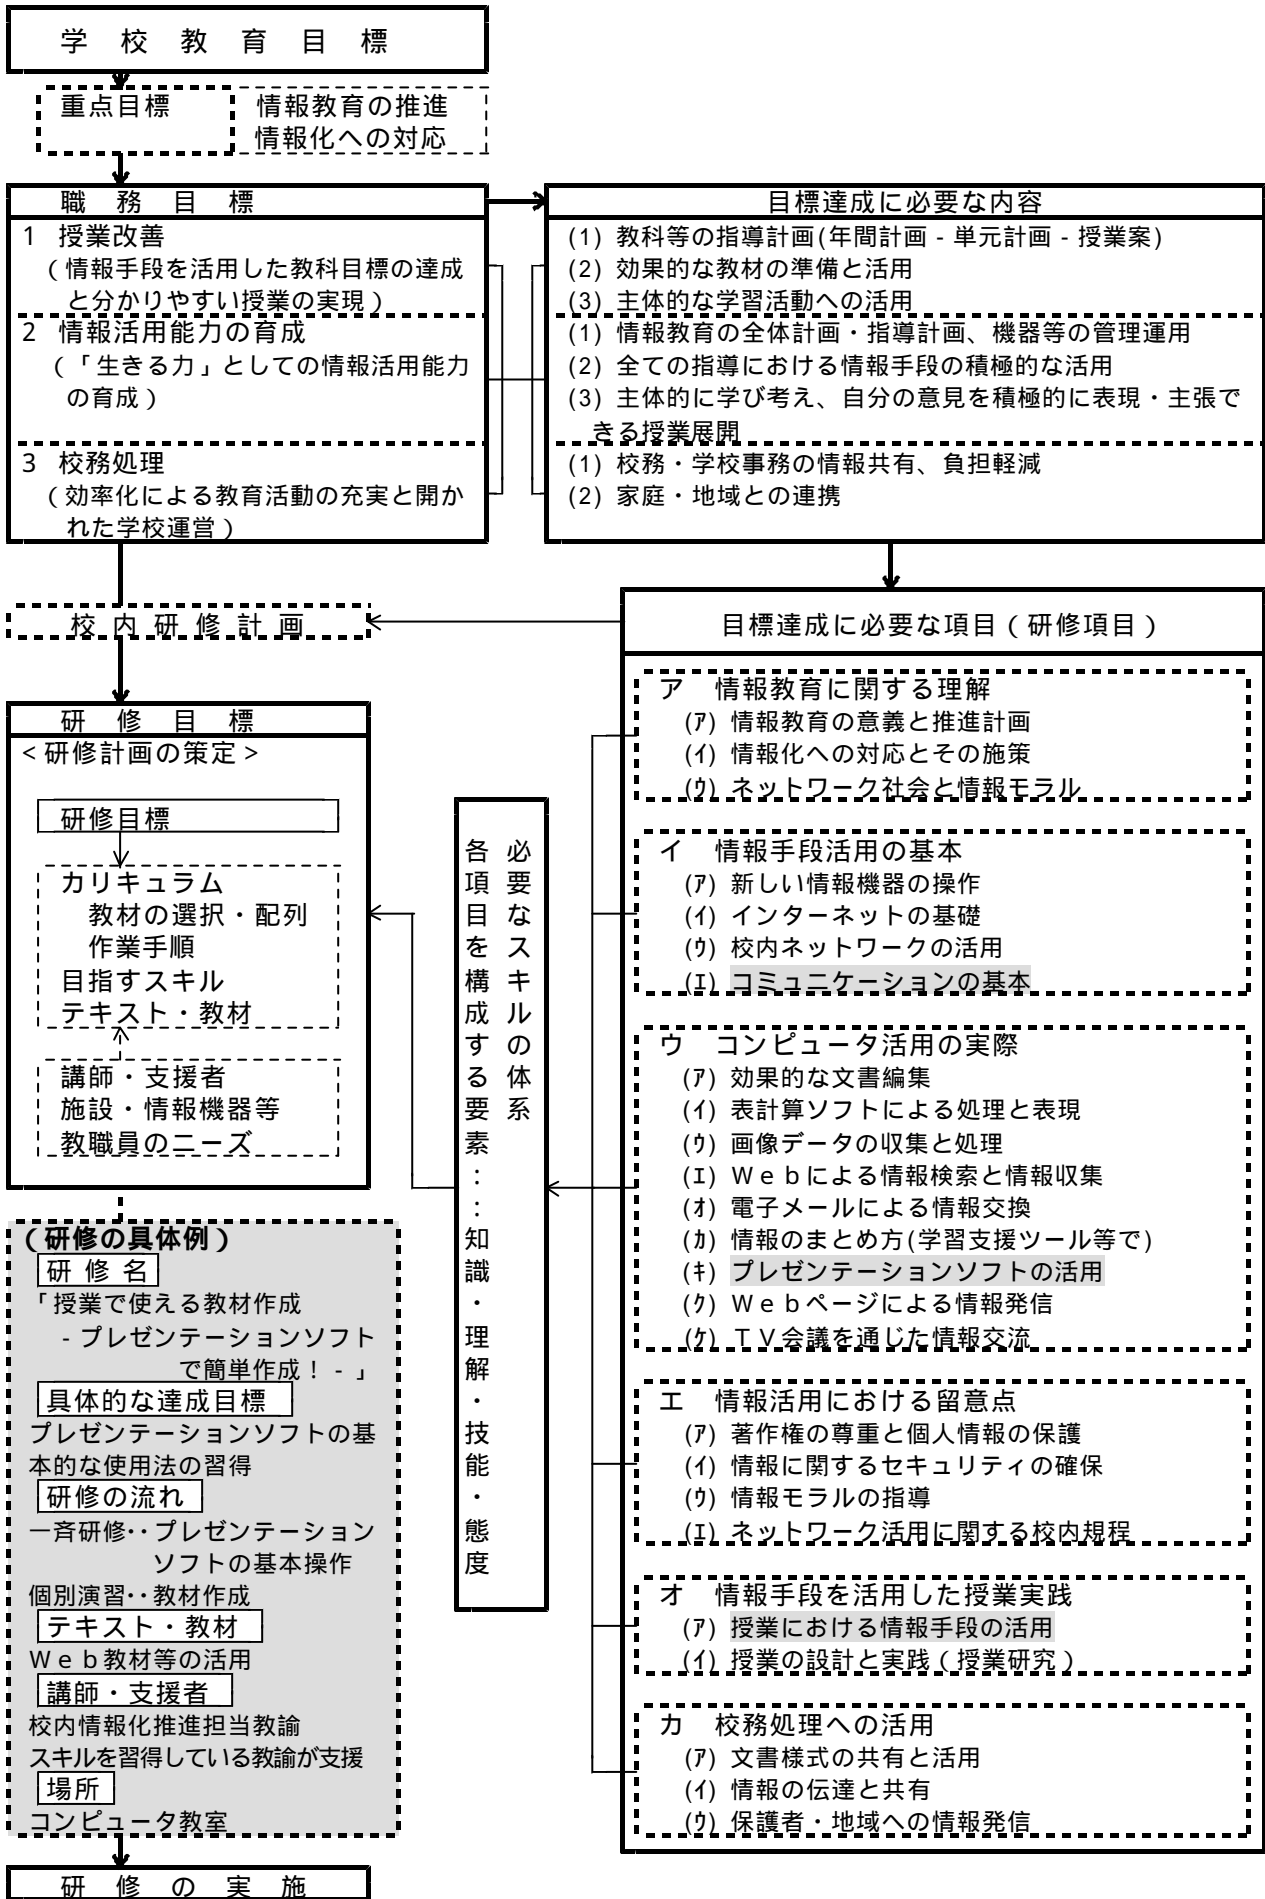 学校教育目標
重点目標
情報教育の推進
情報化への対応
職務目標
1 授業改善
(情報手段を活用した教科目標の達成
と分かりやすい授業の実現)
2 情報活用能力の育成
(「生きる力」としての情報活用能力
の育成)
3 校務処理
(効率化による教育活動の充実と開か
れた学校運営)
目標達成に必要な内容
(1) 教科等の指導計画(年間計画 - 単元計画 - 授業案)
(2) 効果的な教材の準備と活用
(3) 主体的な学習活動への活用
(1) 情報教育の全体計画・指導計画、機器等の管理運用
(2) 全ての指導における情報手段の積極的な活用
(3) 主体的に学び考え、自分の意見を積極的に表現・主張で
きる授業展開
(1) 校務・学校事務の情報共有、負担軽減
(2) 家庭・地域との連携
校内研修計画
研修目標
<研修計画の策定>
研修目標
カリキュラム
教材の選択・配列
作業手順
目指すスキル
テキスト・教材
講師・支援者
施設・情報機器等
教職員のニーズ
(研修の具体例)
研修名
「授業で使える教材作成
- プレゼンテーションソフト
で簡単作成! - 」
具体的な達成目標
プレゼンテーションソフトの基
本的な使用法の習得
研修の流れ
一斉研修‥プレゼンテーション
ソフトの基本操作
個別演習‥教材作成
テキスト・教材
Web教材等の活用
講師・支援者
校内情報化推進担当教諭
スキルを習得している教諭が支援
場所
コンピュータ教室
研修の実施
必要なスキルの体系
各項目を構成する要素‥‥知識・理解・技能・態度
目標達成に必要な項目(研修項目)
ア 情報教育に関する理解
(ｱ) 情報教育の意義と推進計画
(ｲ) 情報化への対応とその施策
(ｳ) ネットワーク社会と情報モラル
イ 情報手段活用の基本
(ｱ) 新しい情報機器の操作
(ｲ) インターネットの基礎
(ｳ) 校内ネットワークの活用
(ｴ) コミュニケーションの基本
ウ コンピュータ活用の実際
(ｱ) 効果的な文書編集
(ｲ) 表計算ソフトによる処理と表現
(ｳ) 画像データの収集と処理
(ｴ) Webによる情報検索と情報収集
(ｵ) 電子メールによる情報交換
(ｶ) 情報のまとめ方(学習支援ツール等で)
(ｷ) プレゼンテーションソフトの活用
(ｸ) Webページによる情報発信
(ｹ) TV会議を通じた情報交流
エ 情報活用における留意点
(ｱ) 著作権の尊重と個人情報の保護
(ｲ) 情報に関するセキュリティの確保
(ｳ) 情報モラルの指導
(ｴ) ネットワーク活用に関する校内規程
オ 情報手段を活用した授業実践
(ｱ) 授業における情報手段の活用
(ｲ) 授業の設計と実践(授業研究)
カ 校務処理への活用
(ｱ) 文書様式の共有と活用
(ｲ) 情報の伝達と共有
(ｳ) 保護者・地域への情報発信